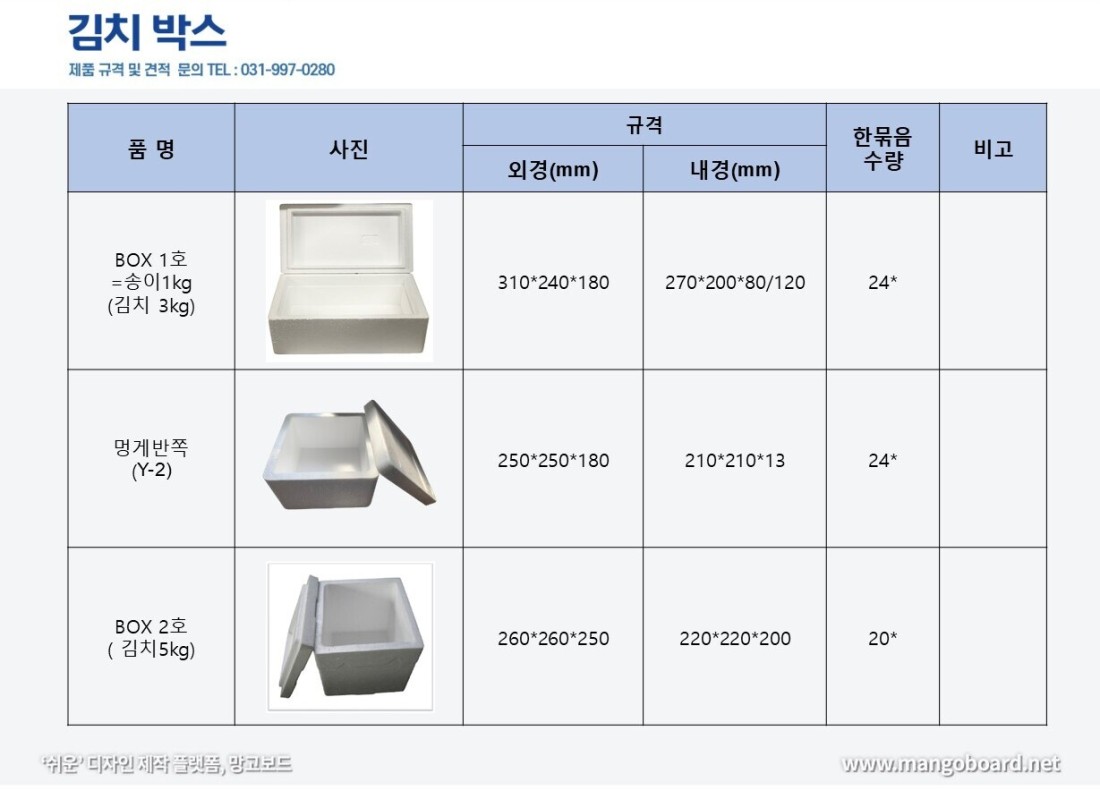 김치 박스
제품 규격 및 견적 문의 TEL : 031-997-0280
품 명
사진
규격
외경(mm)
내경(mm)
한묶음
수량
비고
BOX 1호
=송이1kg
(김치 3kg)
310*240*180
270*200*80/120
24*
멍게반쪽
(Y-2)
250*250*180
210*210*13
24*
BOX 2호
( 김치5kg)
260*260*250
220*220*200
20*
'쉬운' 디자인 제작 플랫폼, 망고보드
www.mangoboard.net